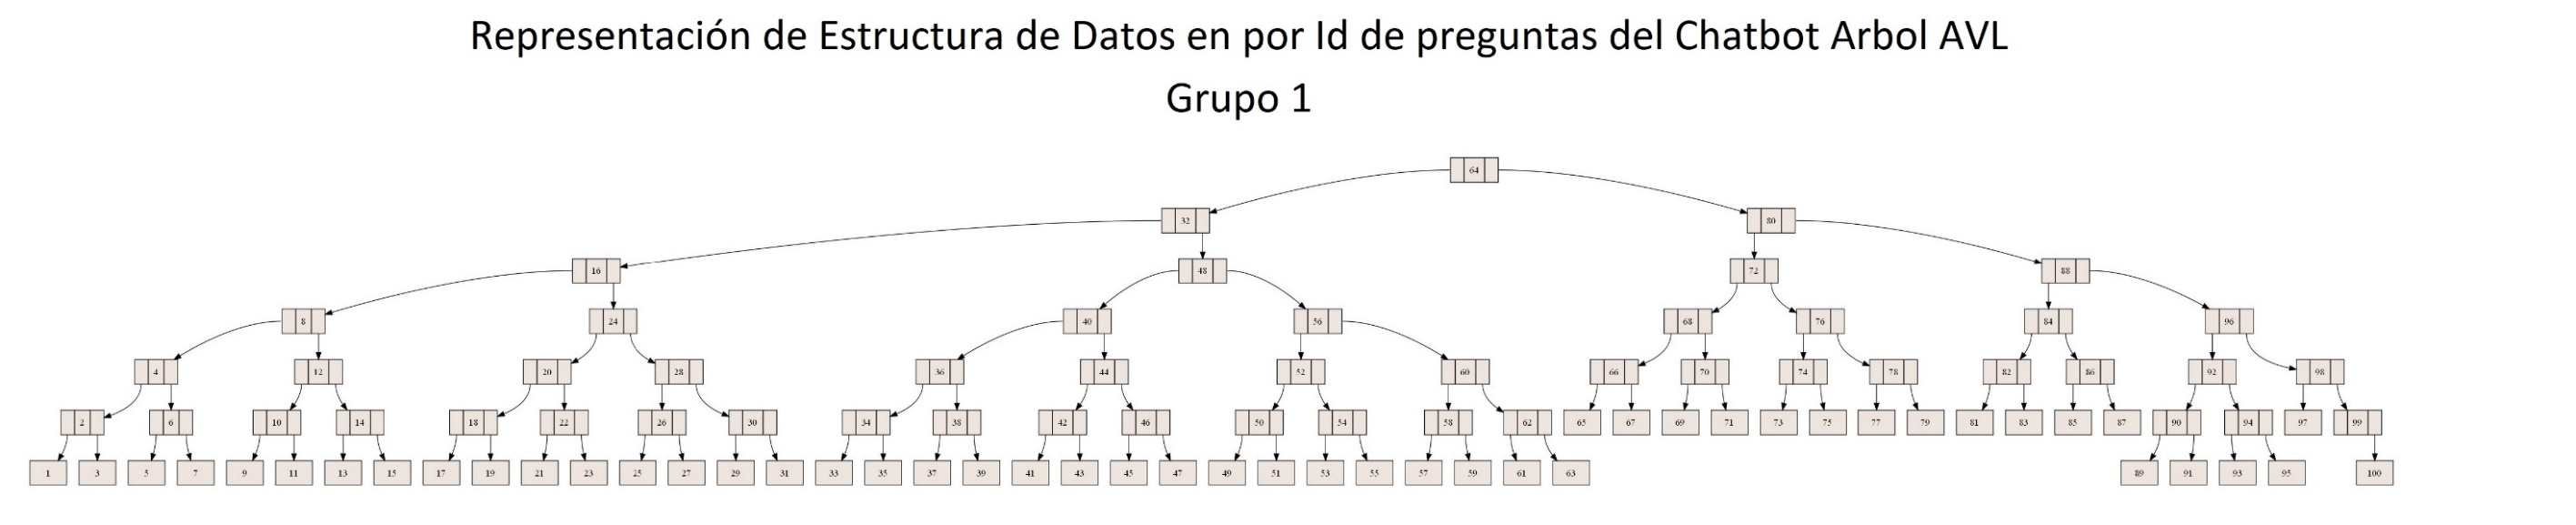 Representación de Estructura de Datos en por Id de preguntas del Chatbot Arbol AVL
Grupo 1
64
32 80
16 48 72 88
8 24 40 56 68 76 84 96
4 12 20 28 36 44 52 60 66 70 74 78 82 86 92 98
2 6 10 14 18 22 26 30 34 38 42 46 50 54 58 62 65 67 69 71 73 75 77 79 81 83 85 87 90 94 97 99
1 3 5 7 9 11 13 15 17 19 21 23 25 27 29 31 33 35 37 39 41 43 45 47 49 51 53 55 57 59 61 63 89 91 93 95 100